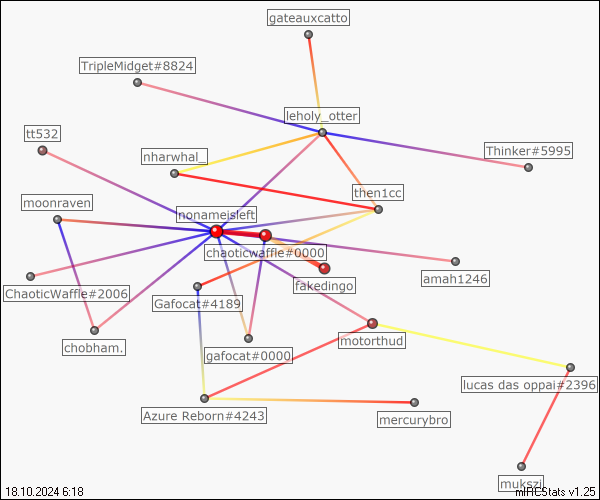 gateauxcatto
TripleMidget#8824
leholy_otter
tt532
nharwhal_
Thinker#5995
then1cc
moonraven
nonameisleft
chaoticwaffle#0000
amah1246
fakedingo
ChaoticWaffle#2006
Gafocat#4189
chobham.
gafocat#0000
motorthud
lucas das oppai#2396
Azure Reborn#4243
mercurybro
mukszi
18.10.2024 6:18
mIRCStats v1.25